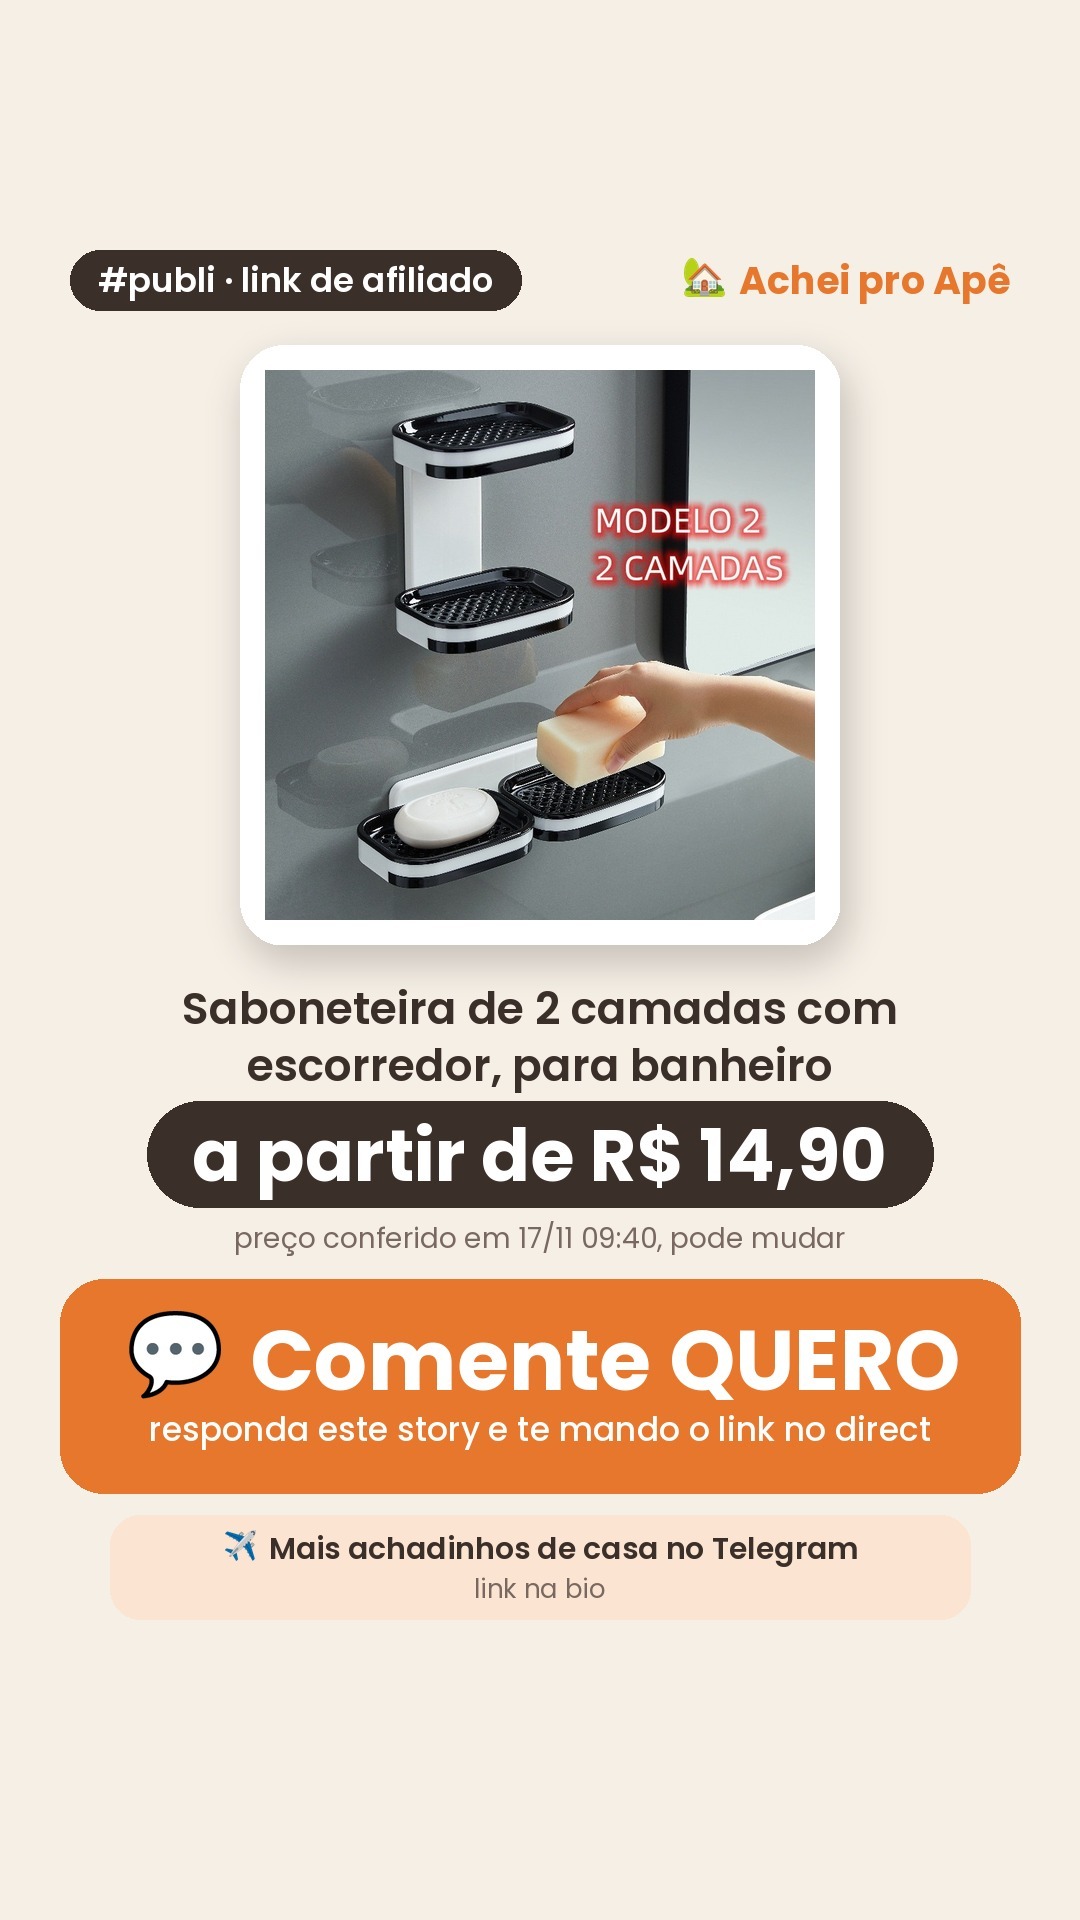 #publi · link de afiliado
🏡 Achei pro Apê
MODELO 2
2 CAMADAS
Saboneteira de 2 camadas com
escorredor, para banheiro
a partir de R$ 14,90
preço conferido em 17/11 09:40, pode mudar
💬 Comente QUERO
responda este story e te mando o link no direct
✈️ Mais achadinhos de casa no Telegram
link na bio